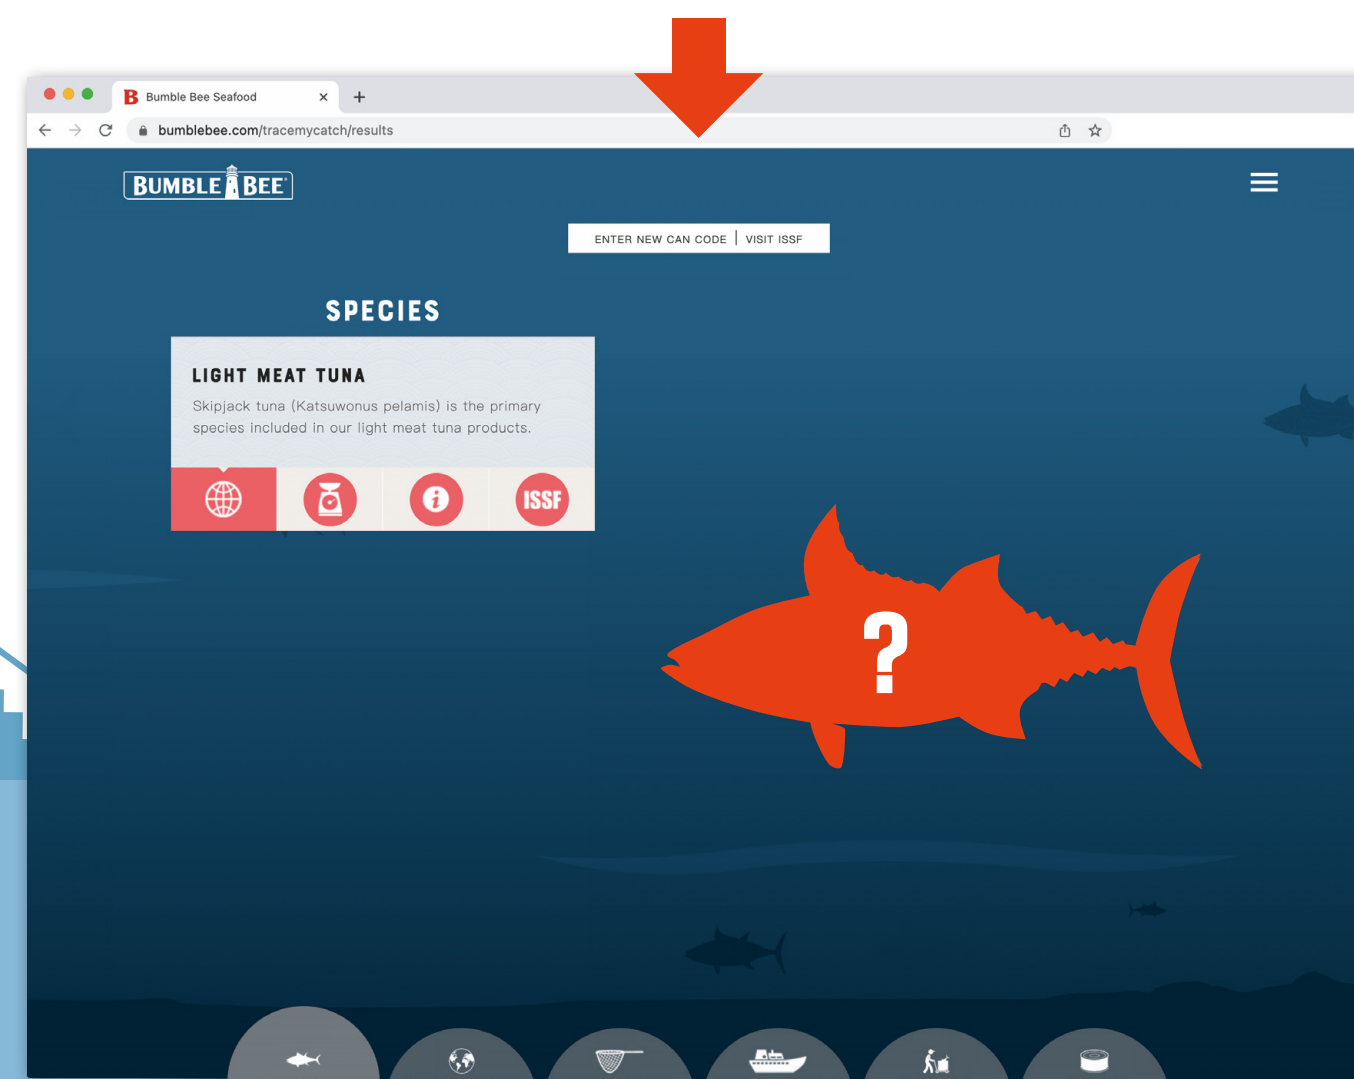 B Bumble Bee Seafood
bumblebee.com/tracemycatch/results
BUMBLE BEE
ENTER NEW CAN CODE | VISIT ISSF
SPECIES
LIGHT MEAT TUNA
Skipjack tuna (Katsuwonus pelamis) is the primary
species included in our light meat tuna products.
i ISSF
?